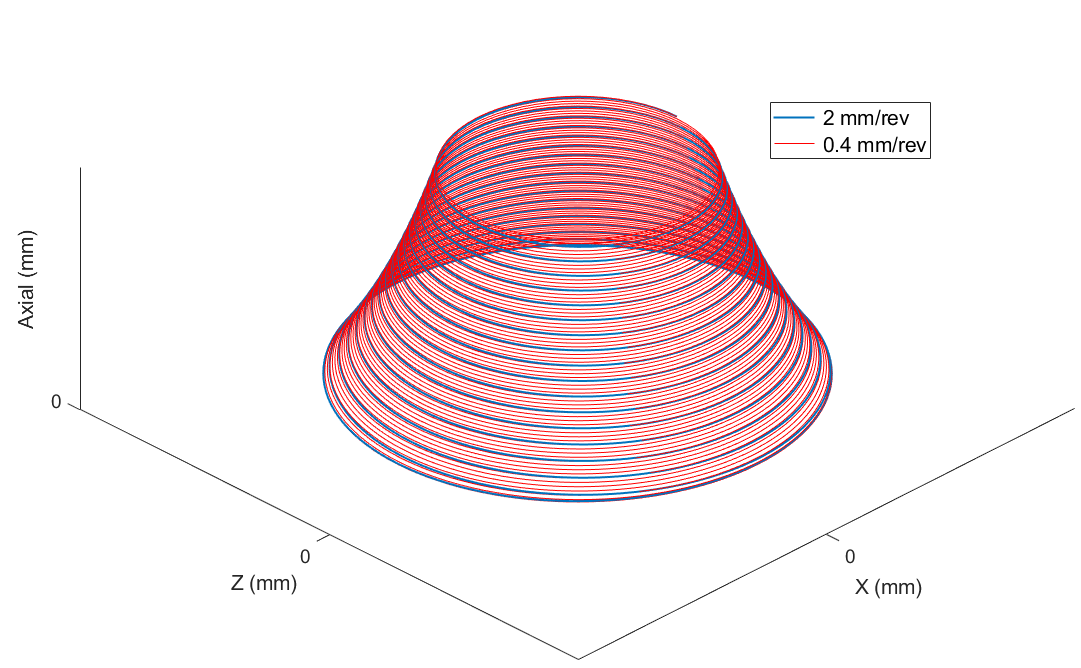 2 mm/rev
0.4 mm/rev
Axial (mm)
0
0
Z (mm)
0
X (mm)